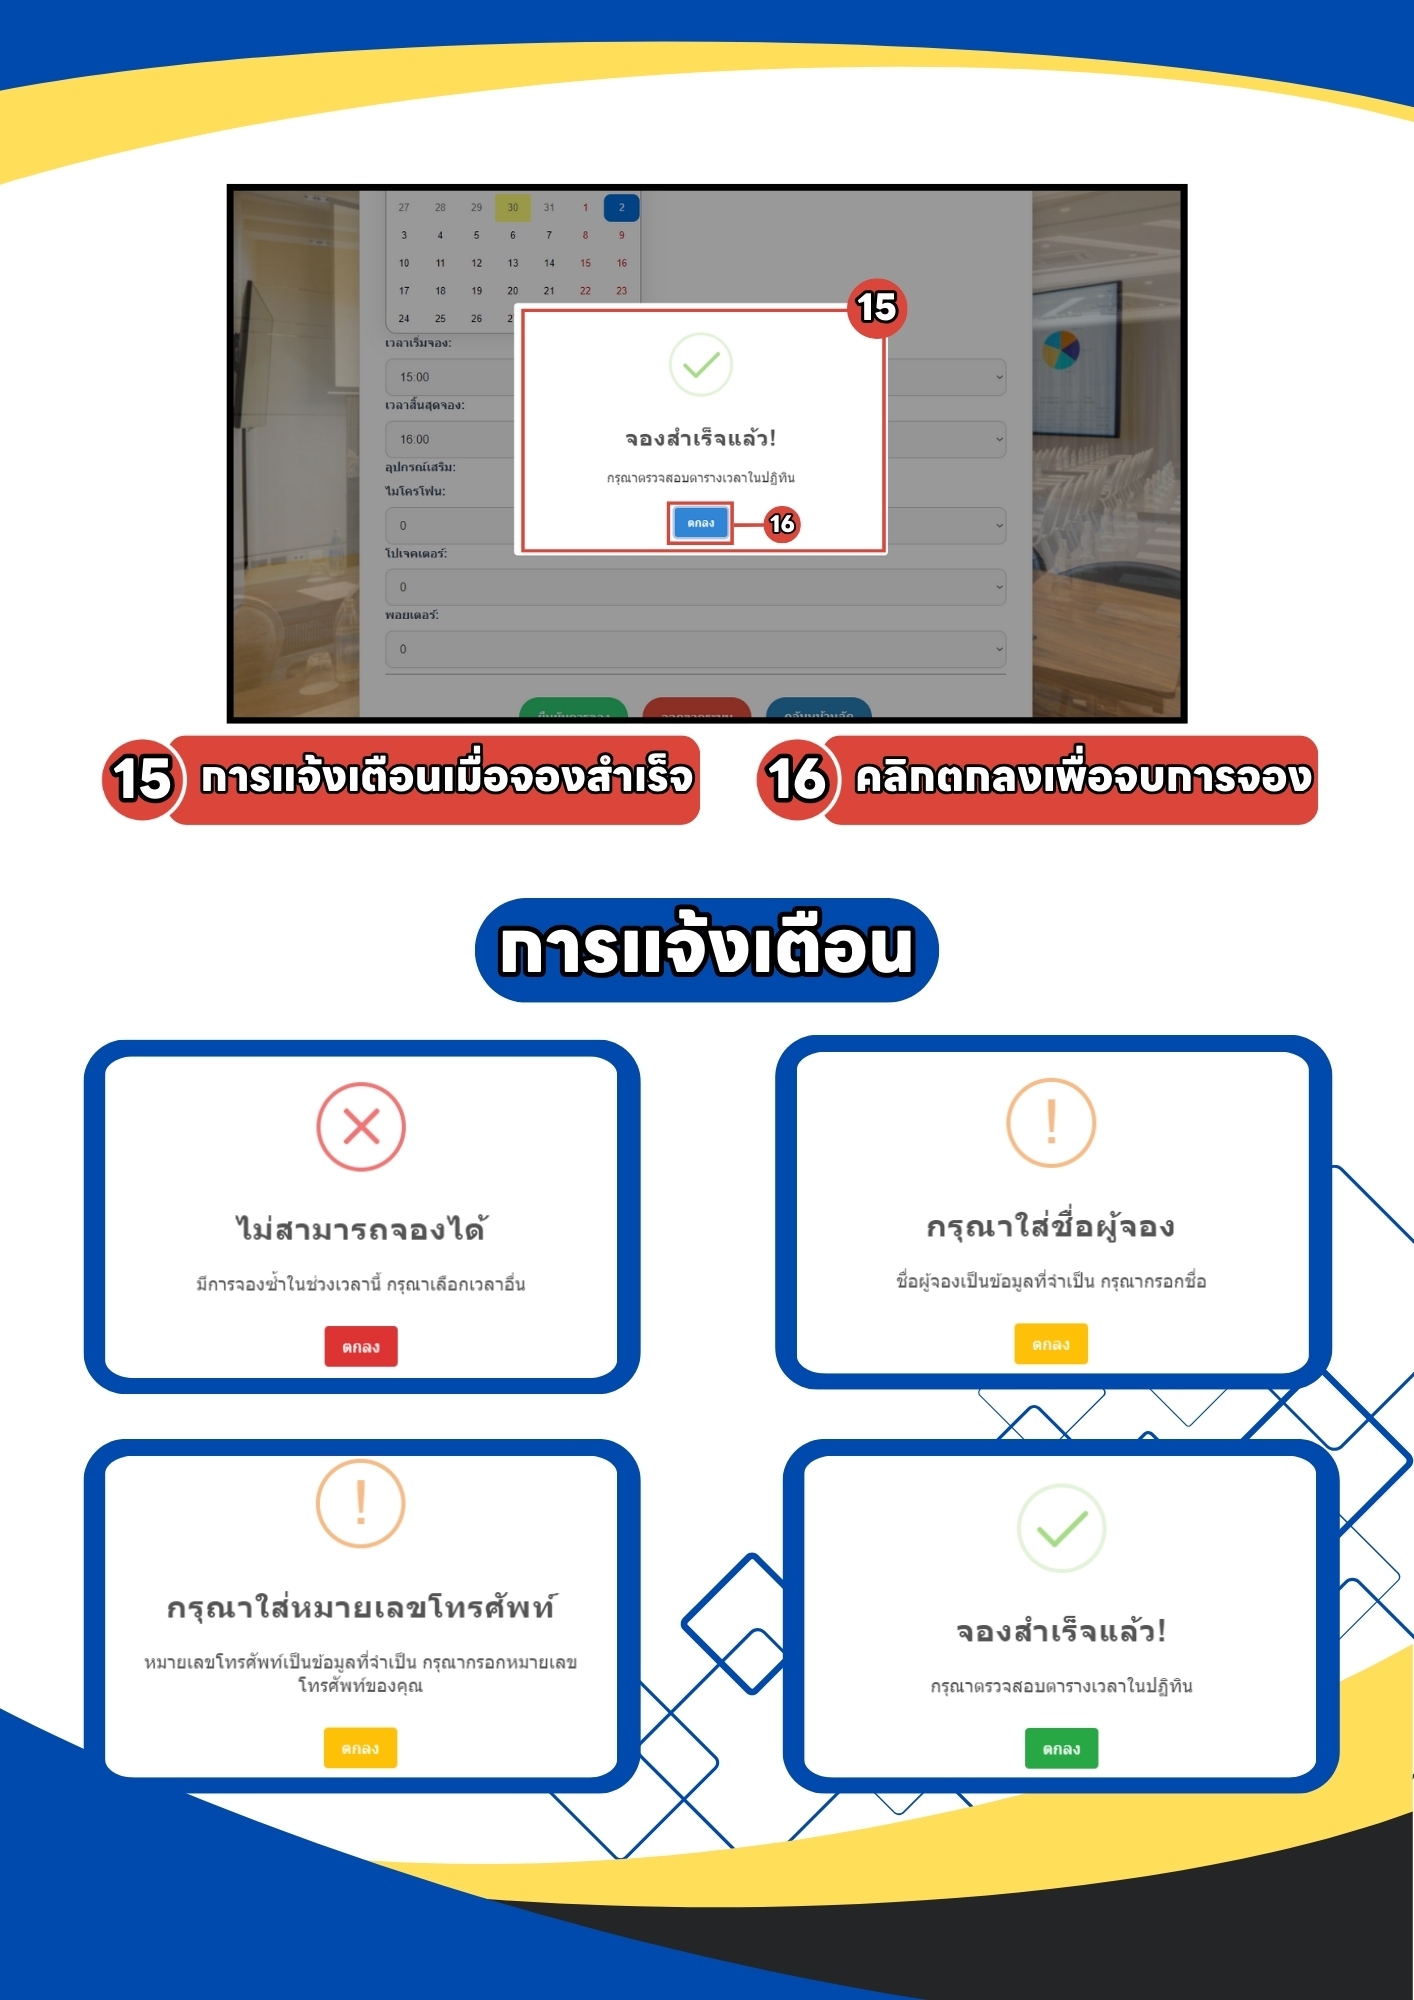 27 28 29 30 31 1 2
3 4 5 6 7 8 9
10 11 12 13 14 15 16
17 18 19 20 21 22 23
24 25 26
เวลาเริ่มจอง:
15:00
เวลาสิ้นสุดจอง:
16:00
อุปกรณ์เสริม:
ไมโครโฟน:
0
โปเจคเตอร์:
0
พอยเตอร์:
0
15
จองสำเร็จแล้ว!
กรุณาตรวจสอบตารางเวลาในปฏิทิน
ตกลง
16
15 การแจ้งเตือนเมื่อจองสำเร็จ
16 คลิกตกลงเพื่อจบการจอง
การแจ้งเตือน
ไม่สามารถจองได้
มีการจองซ้ำในช่วงเวลานี้ กรุณาเลือกเวลาอื่น
ตกลง
กรุณาใส่ชื่อผู้จอง
ชื่อผู้จองเป็นข้อมูลที่จำเป็น กรุณากรอกชื่อ
ตกลง
กรุณาใส่หมายเลขโทรศัพท์
หมายเลขโทรศัพท์เป็นข้อมูลที่จำเป็น กรุณากรอกหมายเลข
โทรศัพท์ของคุณ
ตกลง
จองสำเร็จแล้ว!
กรุณาตรวจสอบตารางเวลาในปฏิทิน
ตกลง